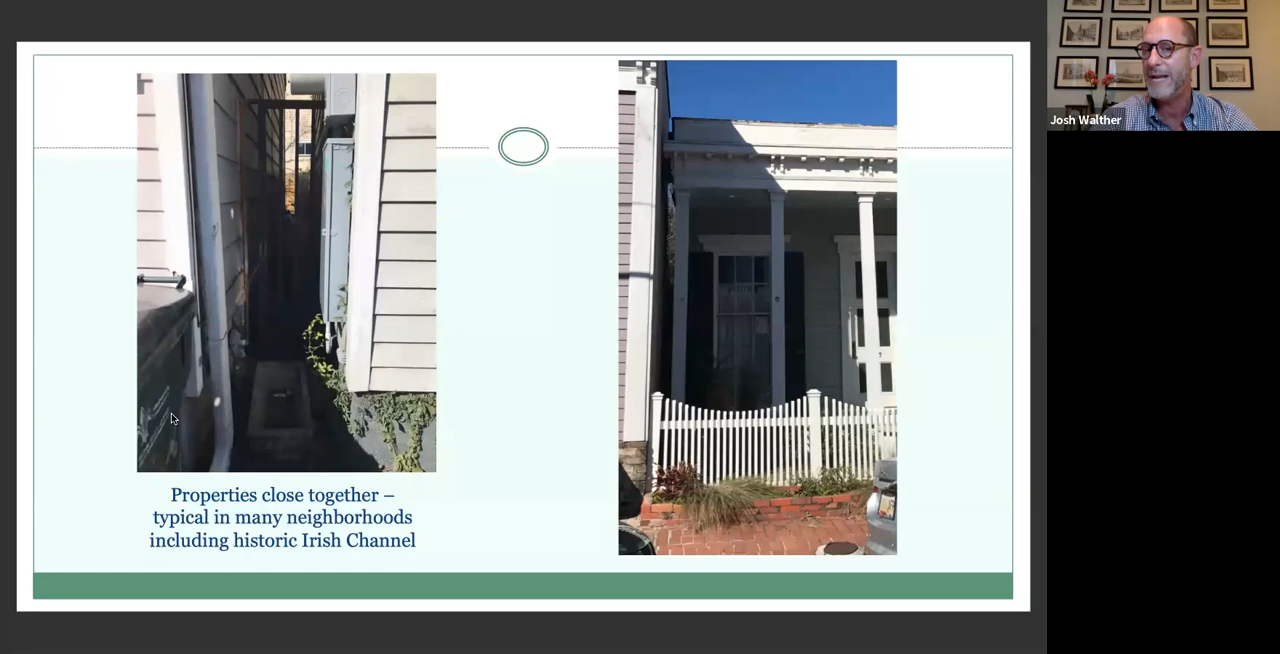 Properties close together –
typical in many neighborhoods
including historic Irish Channel
Josh Walther